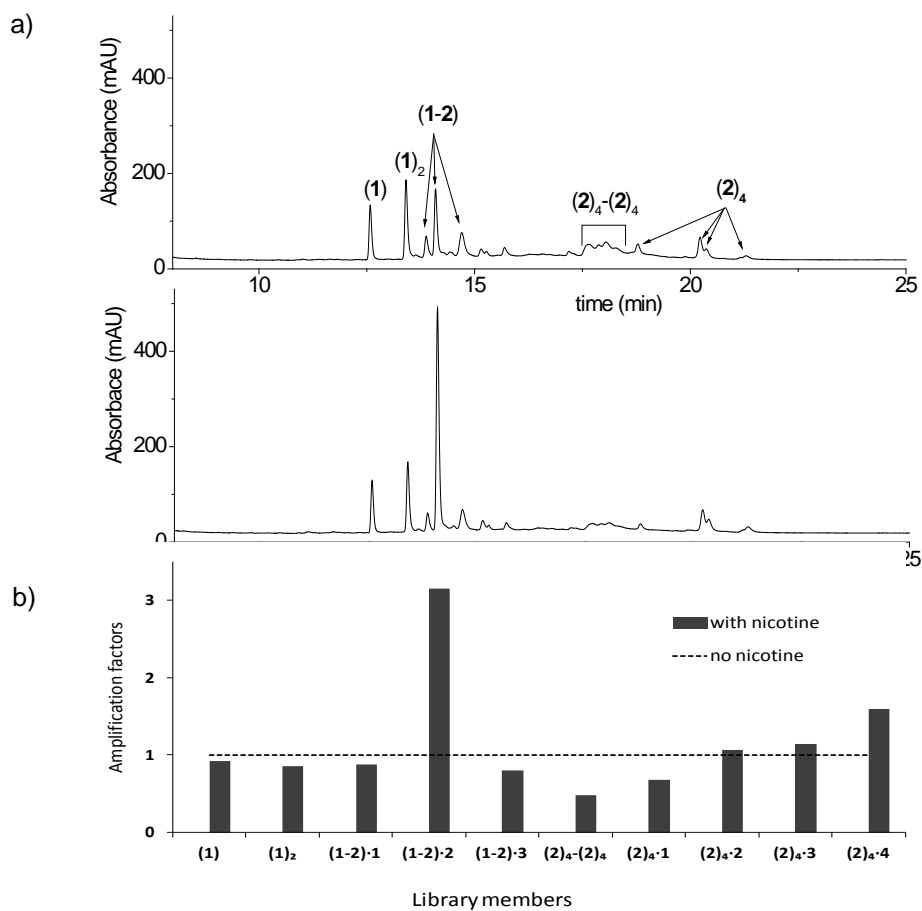 a)
Absorbance (mAU)
400
200
0
(1)
(1)₂
(1-2)
(2)₄-(2)₄
(2)₄
10
15
20
25
time (min)
Absorbace (mAU)
400
200
0
25
b)
Amplification factors
3
2
1
0
with nicotine
no nicotine
(1) (1)₂ (1-2)·1 (1-2)·2 (1-2)·3 (2)₄-(2)₄ (2)₄·1 (2)₄·2 (2)₄·3 (2)₄·4
Library members